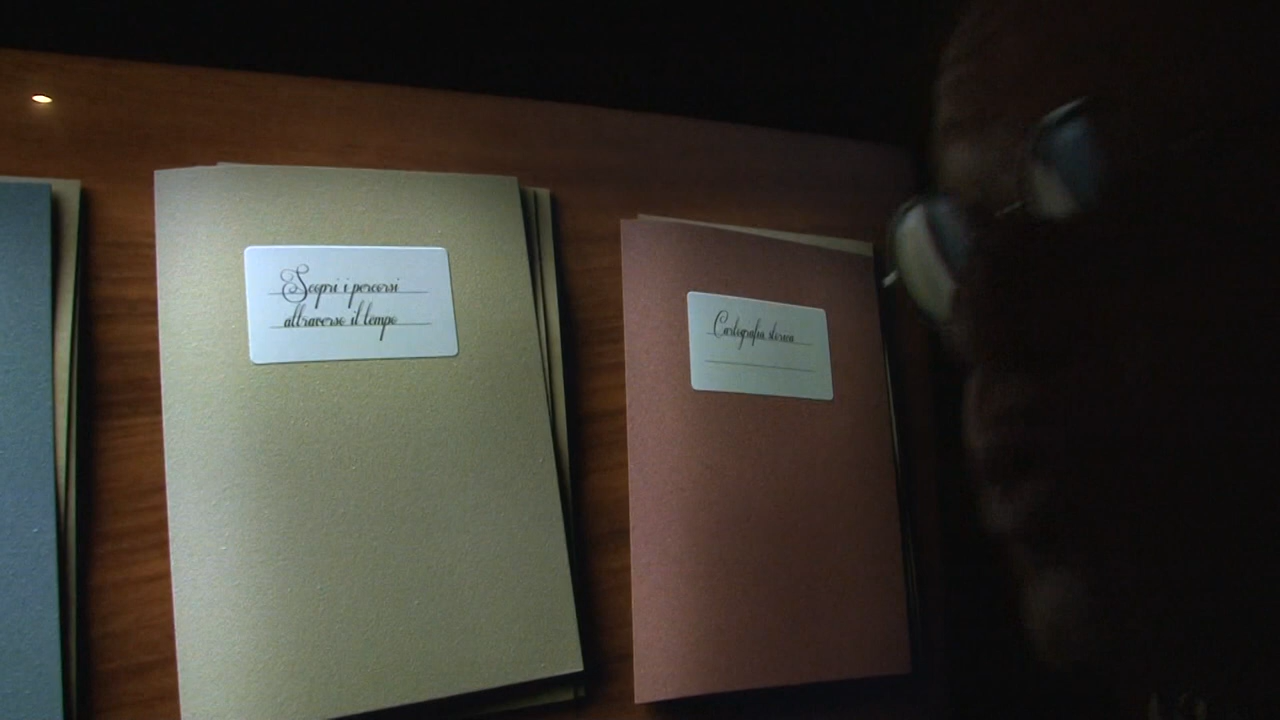 Scopri i percorsi
attraverso il tempo
Cartografia storica